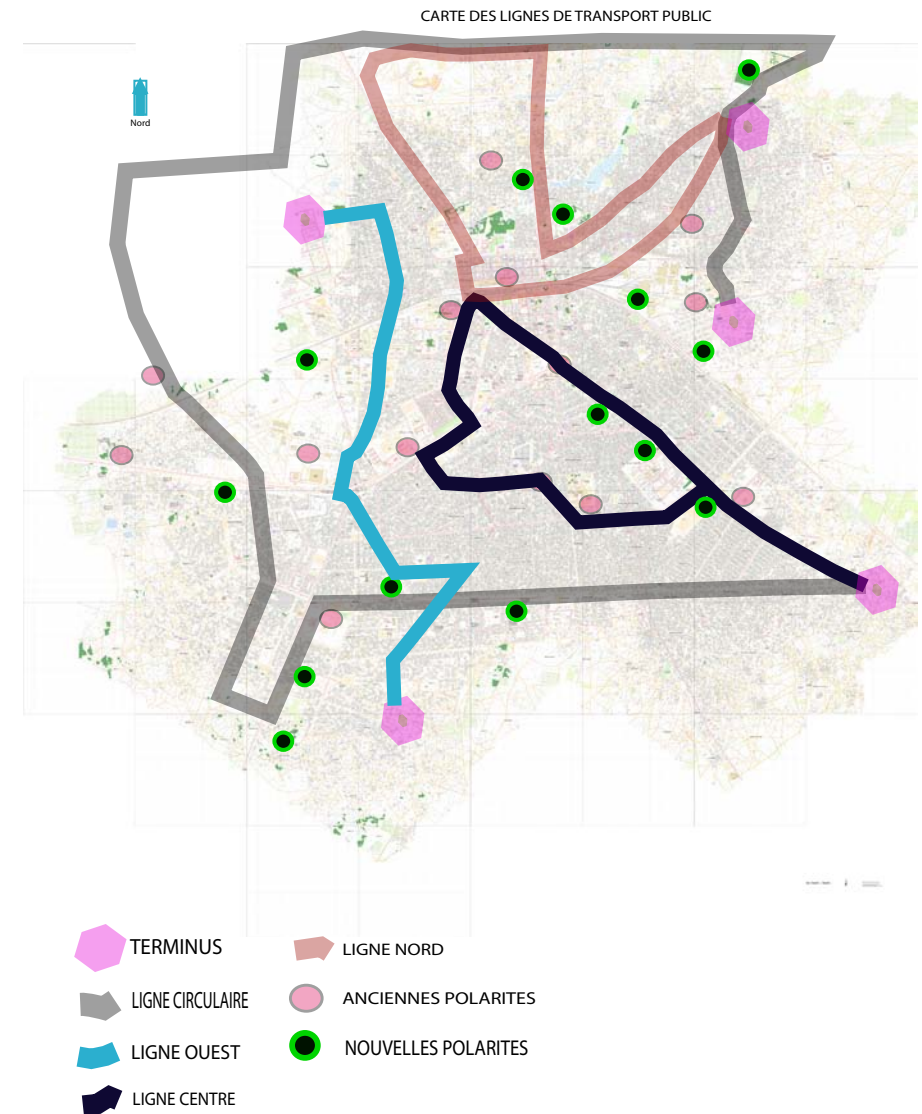 CARTE DES LIGNES DE TRANSPORT PUBLIC
Nord
TERMINUS
LIGNE NORD
LIGNE CIRCULAIRE
ANCIENNES POLARITES
LIGNE OUEST
NOUVELLES POLARITES
LIGNE CENTRE